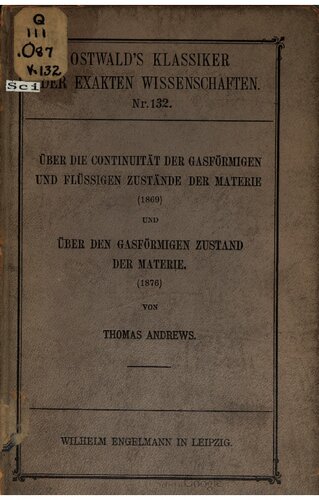 Q
111
.O87
v.132
Sci
OSTWALD'S KLASSIKER
DER EXAKTEN WISSENSCHAFTEN.
Nr. 132.
ÜBER DIE CONTINUITÄT DER GASFÖRMIGEN
UND FLÜSSIGEN ZUSTÄNDE DER MATERIE
(1869)
UND
ÜBER DEN GASFÖRMIGEN ZUSTAND
DER MATERIE.
(1876)
VON
THOMAS ANDREWS.
WILHELM ENGELMANN IN LEIPZIG.
Google